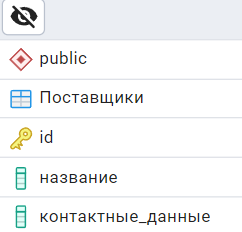 public
Поставщики
id
название
контактные_данные